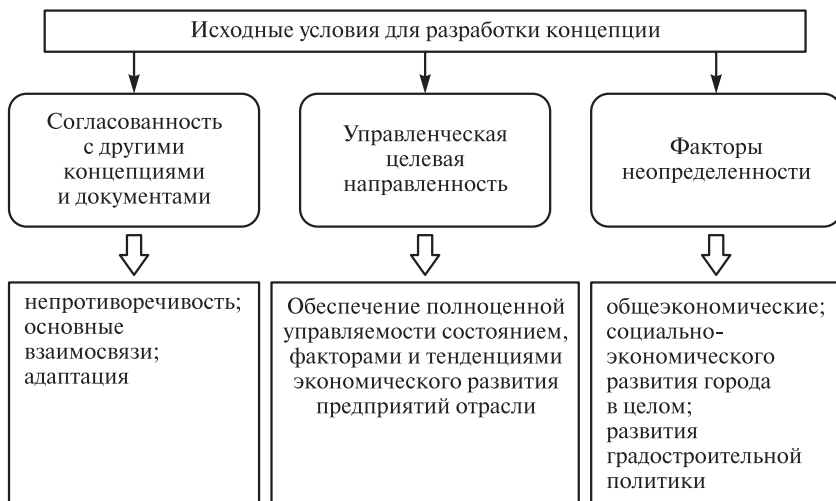 Исходные условия для разработки концепции
Согласованность
с другими
концепциями
и документами
Управленческая
целевая
направленность
Факторы
неопределенности
непротиворечивость;
основные
взаимосвязи;
адаптация
Обеспечение полноценной
управляемости состоянием,
факторами и тенденциями
экономического развития
предприятий отрасли
общеэкономические;
социально-
экономического
развития города
в целом;
развития
градостроительной
политики